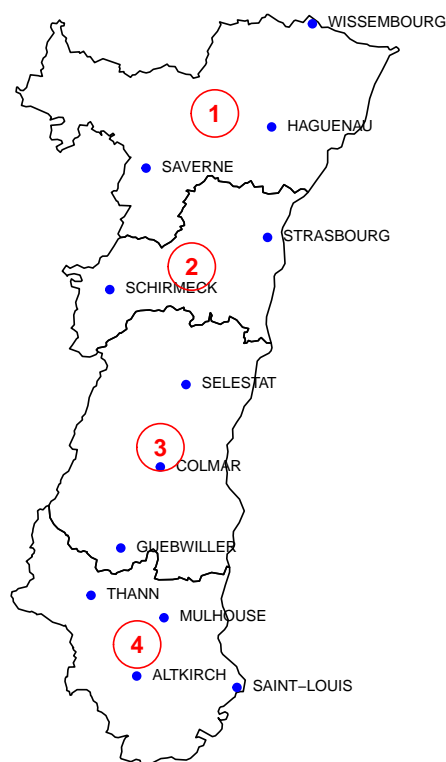 WISSEMBOURG
1
HAGUENAU
SAVERNE
STRASBOURG
2
SCHIRMECK
SELESTAT
3
COLMAR
GUEBWILLER
THANN
MULHOUSE
4
ALTKIRCH
SAINT−LOUIS